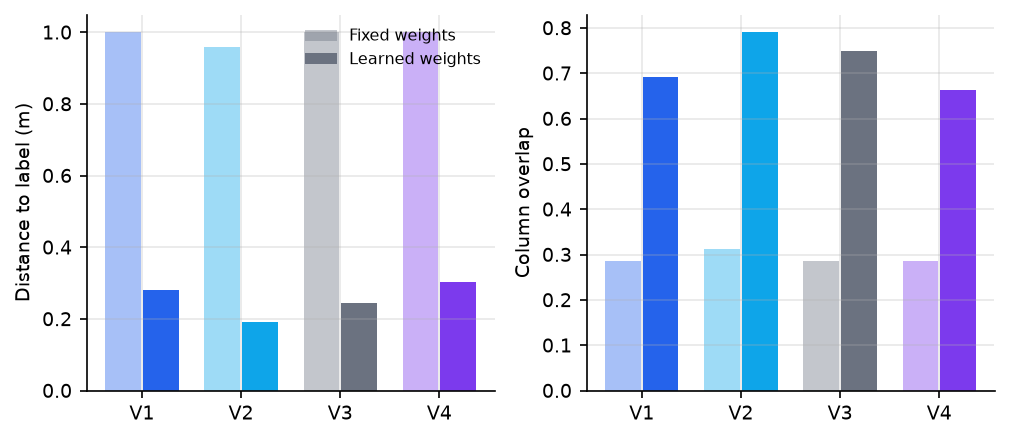 Distance to label (m)
1.0
0.8
0.6
0.4
0.2
0.0
V1 V2 V3 V4
Fixed weights
Learned weights
Column overlap
0.8
0.7
0.6
0.5
0.4
0.3
0.2
0.1
0.0
V1 V2 V3 V4